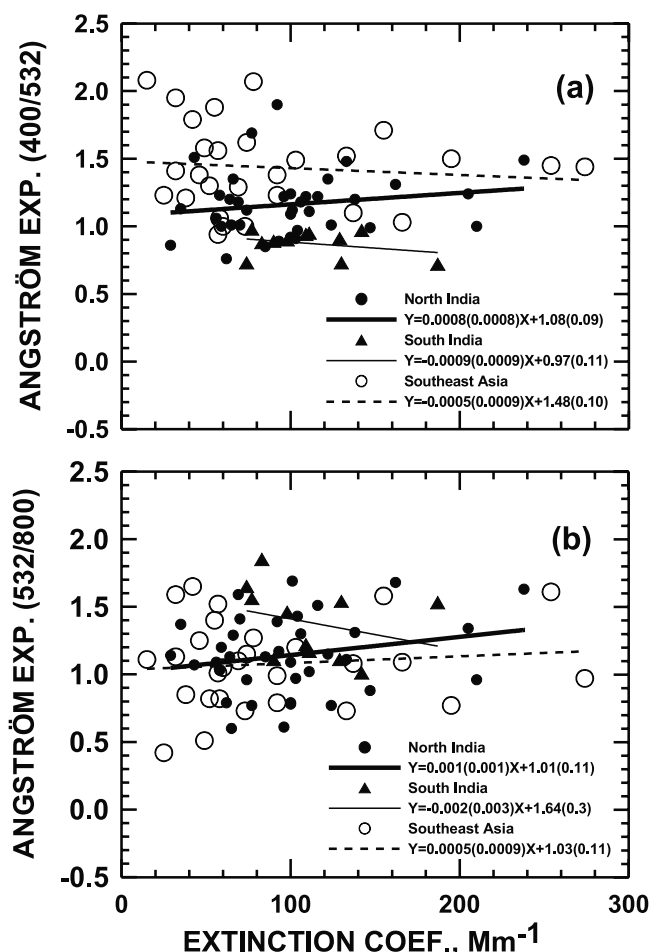 2.5
2.0
1.5
1.0
0.5
0.0
-0.5
ANGSTRÖM EXP. (400/532)
(a)
North India
Y=0.0008(0.0008)X+1.08(0.09)
South India
Y=-0.0009(0.0009)X+0.97(0.11)
Southeast Asia
Y=-0.0005(0.0009)X+1.48(0.10)
2.5
2.0
1.5
1.0
0.5
0.0
-0.5
ANGSTRÖM EXP. (532/800)
(b)
North India
Y=0.001(0.001)X+1.01(0.11)
South India
Y=-0.002(0.003)X+1.64(0.3)
Southeast Asia
Y=0.0005(0.0009)X+1.03(0.11)
0 100 200 300
EXTINCTION COEF., Mm-1